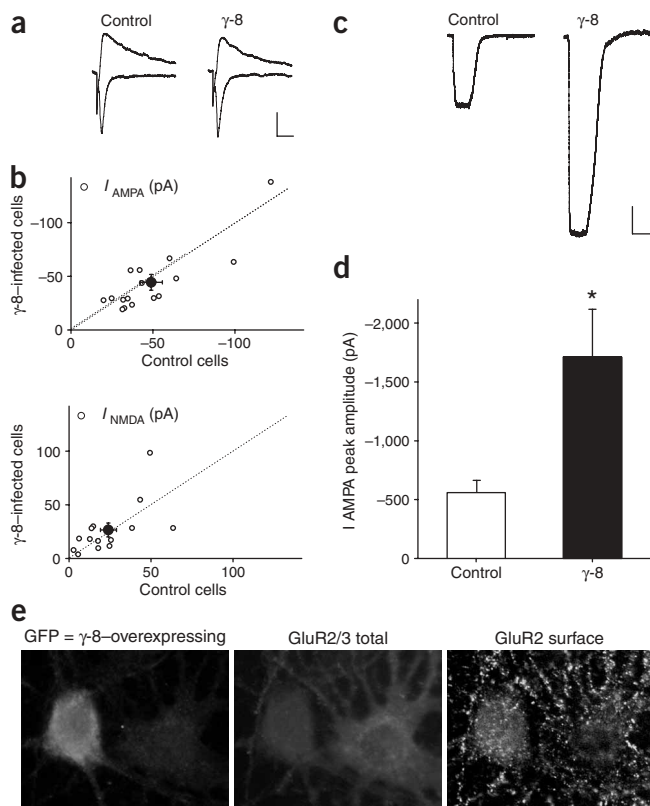 a
Control
γ-8
b
I AMPA (pA)
γ-8–infected cells
–100
–50
0
0
–50
–100
Control cells
I NMDA (pA)
γ-8–infected cells
100
50
0
0
50
100
Control cells
c
Control
γ-8
d
*
I AMPA peak amplitude (pA)
–2,000
–1,500
–1,000
–500
0
Control
γ-8
e
GFP = γ-8–overexpressing
GluR2/3 total
GluR2 surface